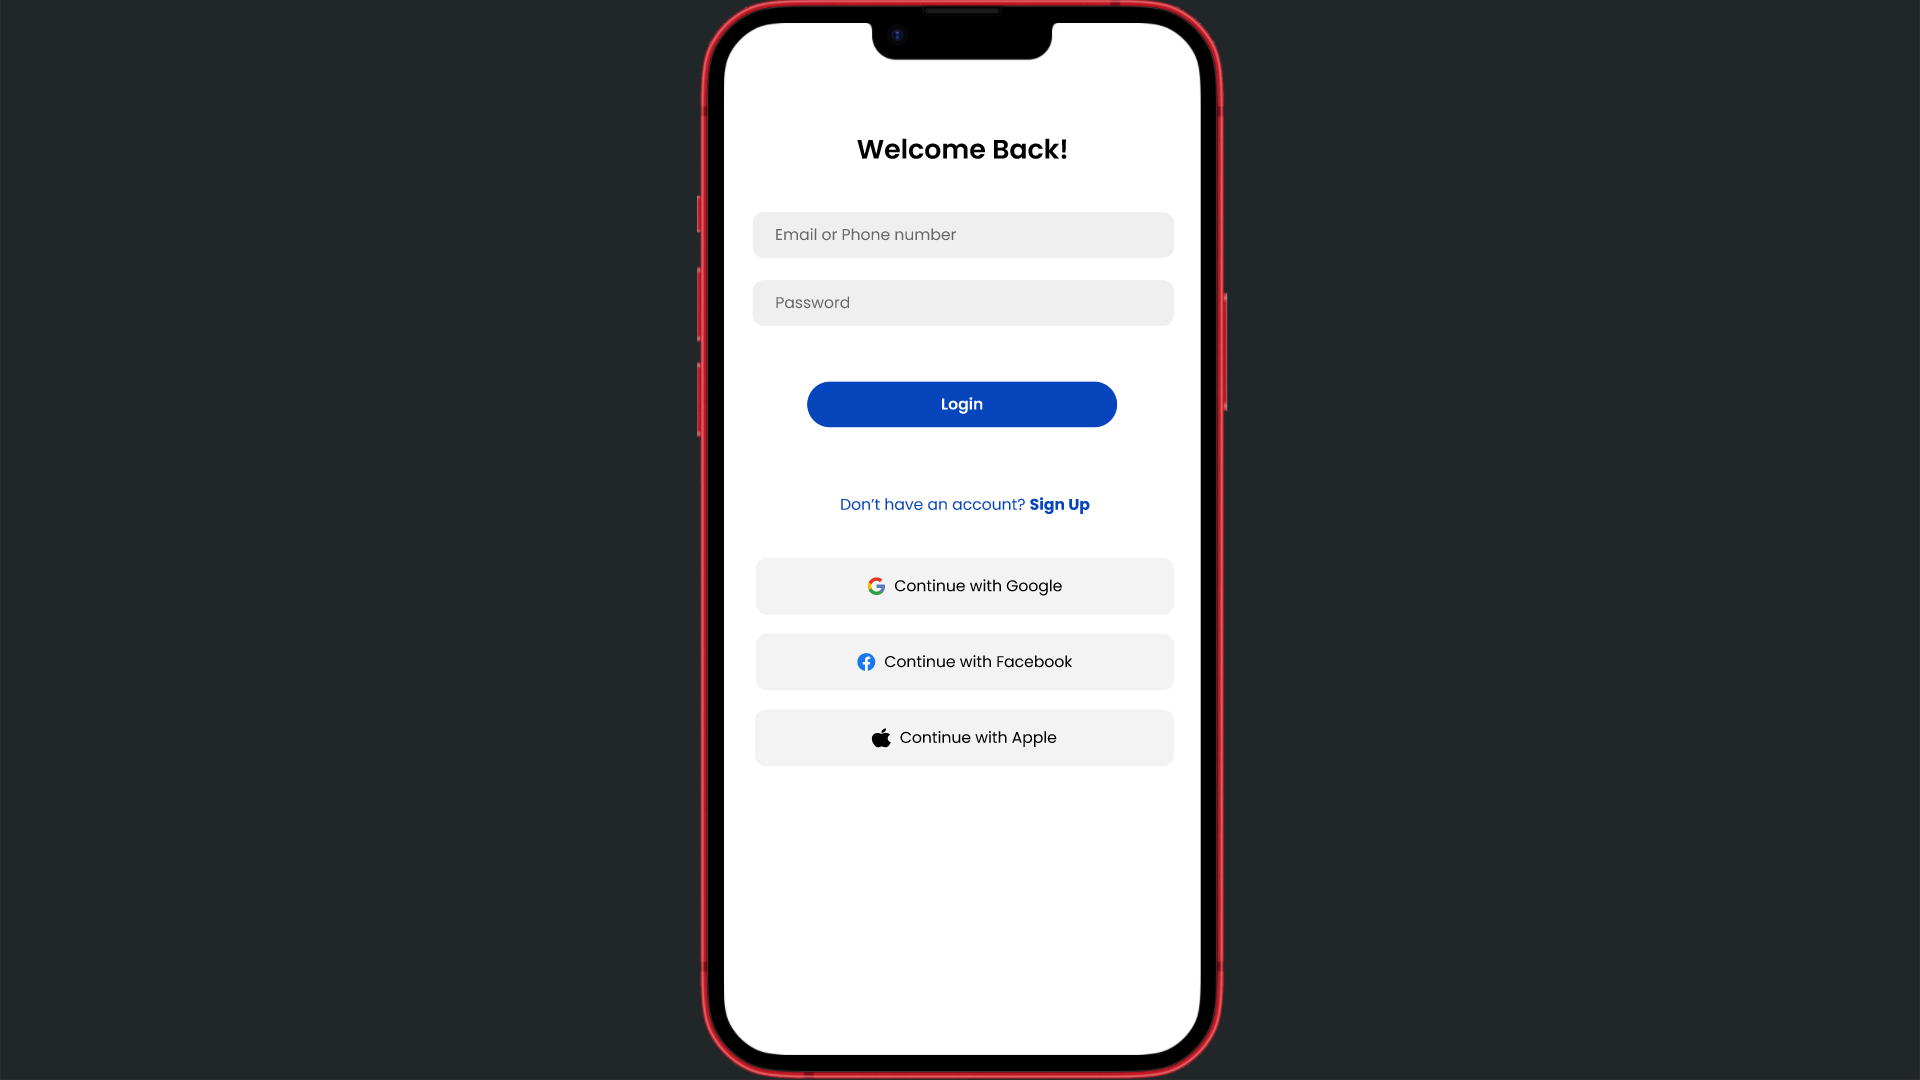 Welcome Back!
Email or Phone number
Password
Login
Don’t have an account? Sign Up
Continue with Google
Continue with Facebook
Continue with Apple